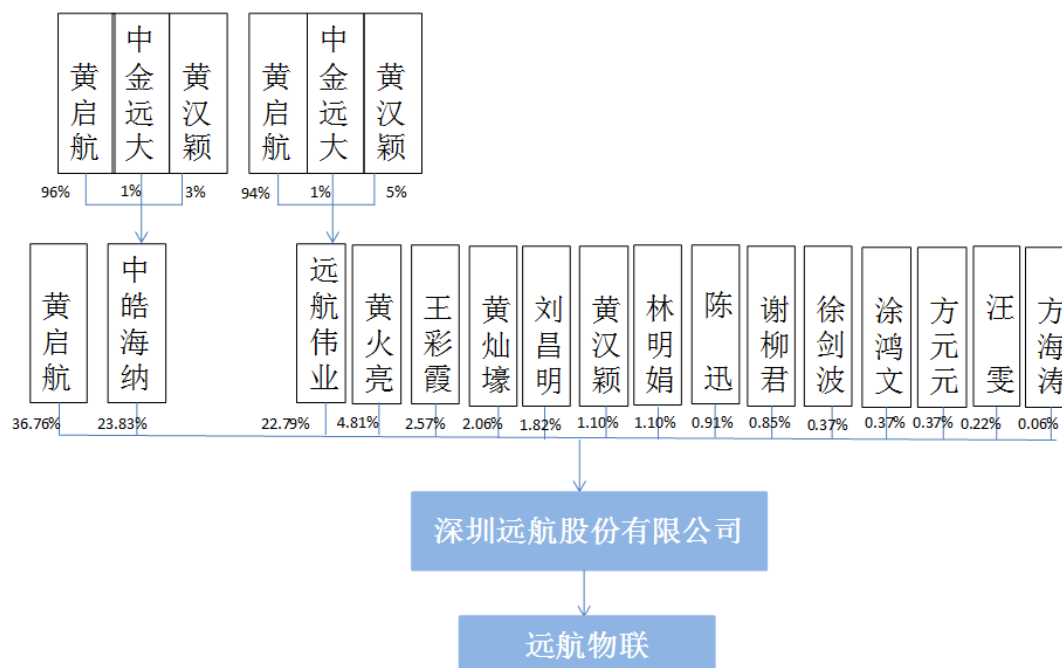 黄启航
中金远大
黄汉颖
黄启航
中金远大
黄汉颖
96%
1%
3%
94%
1%
5%
黄启航
中皓海纳
远航伟业
黄火亮
王彩霞
黄灿壕
刘昌明
黄汉颖
林明娟
陈迅
谢柳君
徐剑波
涂鸿文
方元元
汪雯
方海涛
36.76%
23.83%
22.79%
4.81%
2.57%
2.06%
1.82%
1.10%
1.10%
0.91%
0.85%
0.37%
0.37%
0.37%
0.22%
0.06%
深圳远航股份有限公司
远航物联